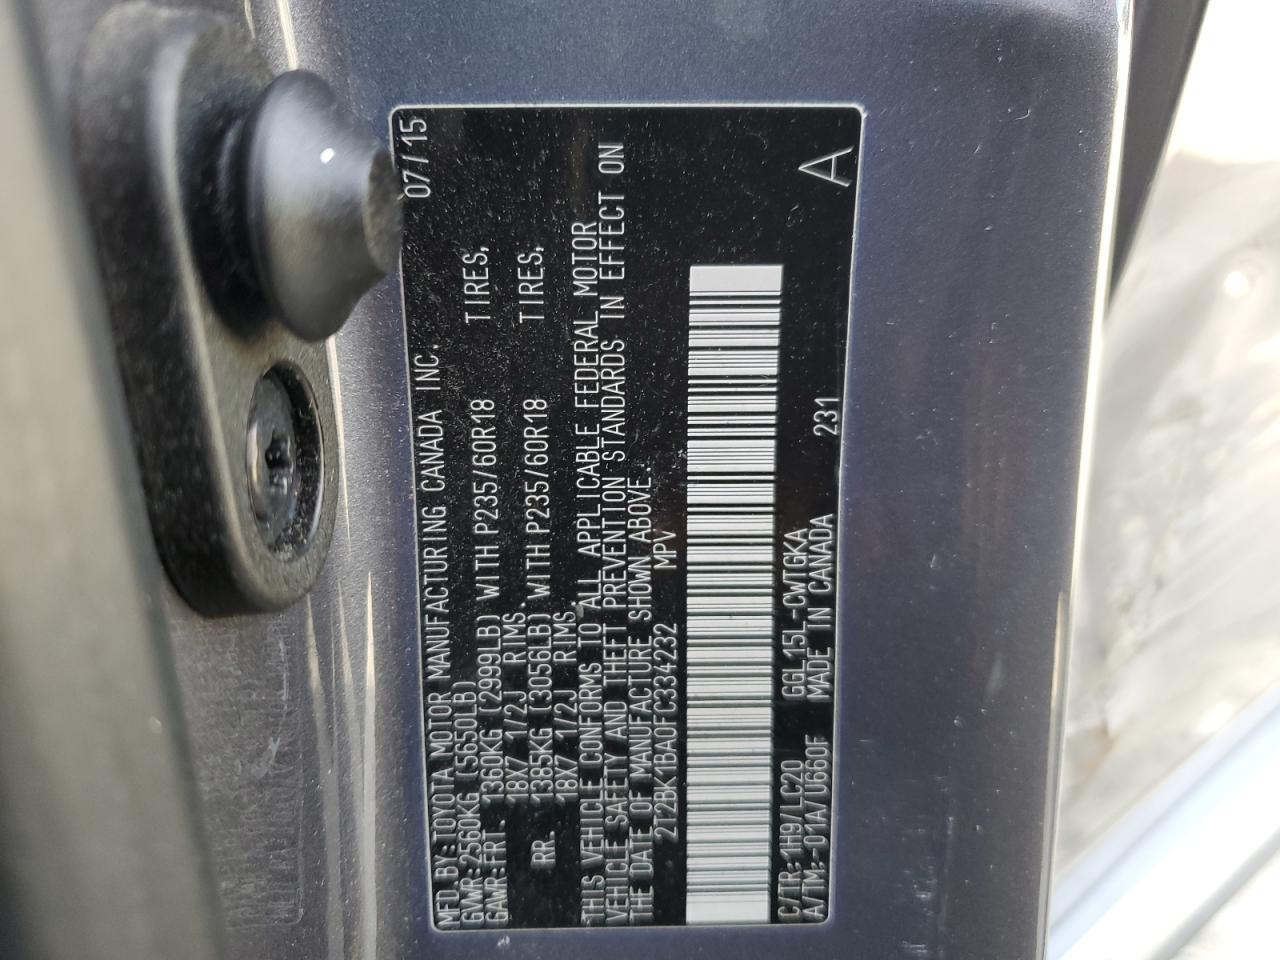 MFD. BY: TOYOTA MOTOR MANUFACTURING CANADA INC. 07/15
GVWR: 2560KG (5650LB)
GAWR: FRT. 1360KG (2999LB) WITH P235/60R18 TIRES,
18X7 1/2J RIMS.
RR. 1385KG (3056LB) WITH P235/60R18 TIRES,
18X7 1/2J RIMS.
THIS VEHICLE CONFORMS TO ALL APPLICABLE FEDERAL MOTOR
VEHICLE SAFETY AND THEFT PREVENTION STANDARDS IN EFFECT ON
THE DATE OF MANUFACTURE SHOWN ABOVE.
2T2BK1BA0FC334232 MPV
C/TR: 1H9/LC20 GGL15L-CWTGKA
A/TM: -01A/U660F MADE IN CANADA 231
A